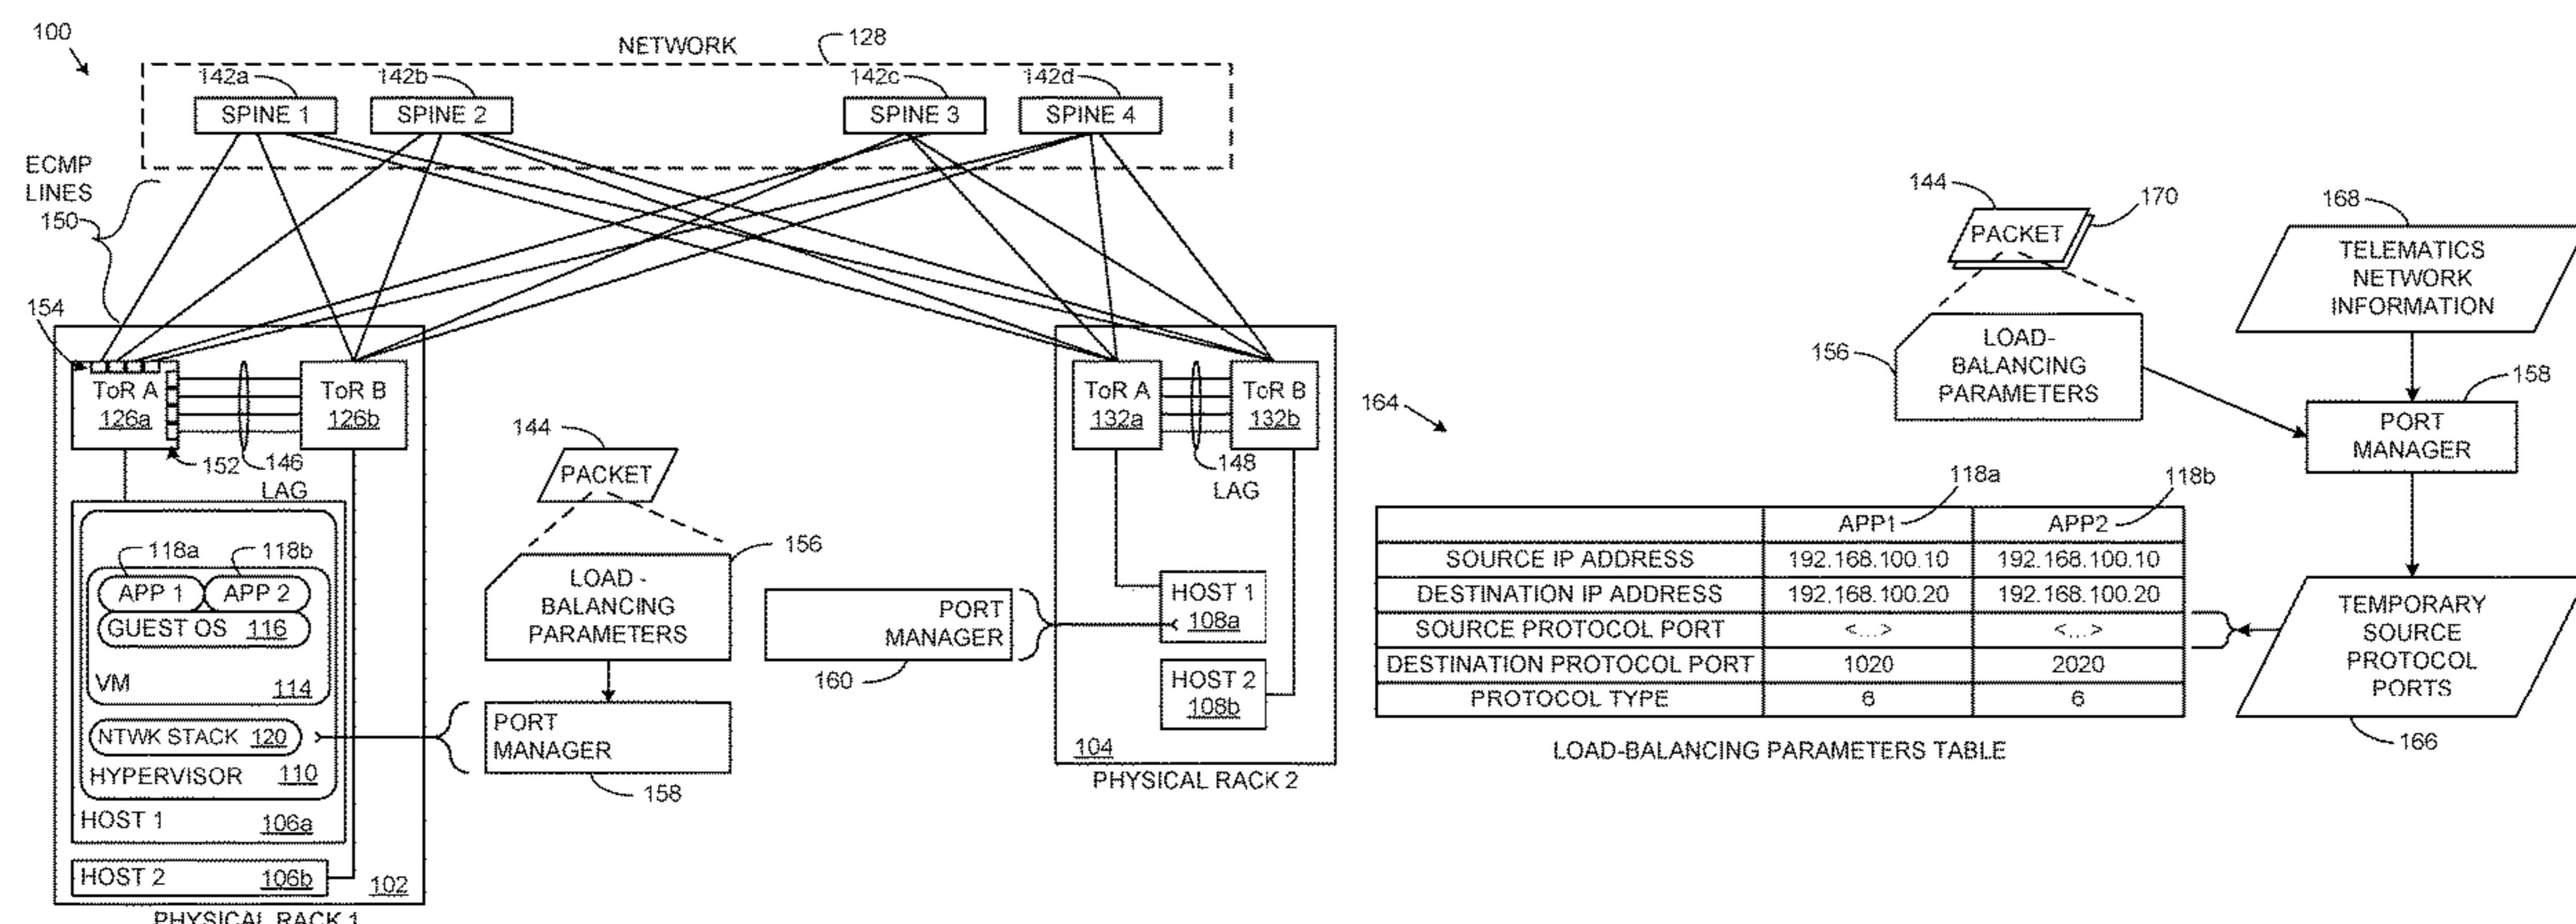 100
NETWORK
128
142a
142b
142c
142d
SPINE 1
SPINE 2
SPINE 3
SPINE 4
ECMP
LINES
150
154
ToR A
126a
ToR B
126b
152
146
LAG
118a
118b
APP 1
APP 2
GUEST OS 116
VM
114
NTWK STACK 120
HYPERVISOR
110
HOST 1
106a
HOST 2
106b
102
PHYSICAL RACK 1
144
PACKET
156
LOAD -
BALANCING
PARAMETERS
PORT
MANAGER
158
PORT
MANAGER
160
ToR A
132a
ToR B
132b
148
LAG
HOST 1
108a
HOST 2
108b
104
PHYSICAL RACK 2
164
144
170
PACKET
156
LOAD-
BALANCING
PARAMETERS
168
TELEMATICS
NETWORK
INFORMATION
158
PORT
MANAGER
118a
118b
APP1
APP2
SOURCE IP ADDRESS 192.168.100.10 192.168.100.10
DESTINATION IP ADDRESS 192.168.100.20 192.168.100.20
SOURCE PROTOCOL PORT <...> <...>
DESTINATION PROTOCOL PORT 1020 2020
PROTOCOL TYPE 6 6
LOAD-BALANCING PARAMETERS TABLE
TEMPORARY
SOURCE
PROTOCOL
PORTS
166